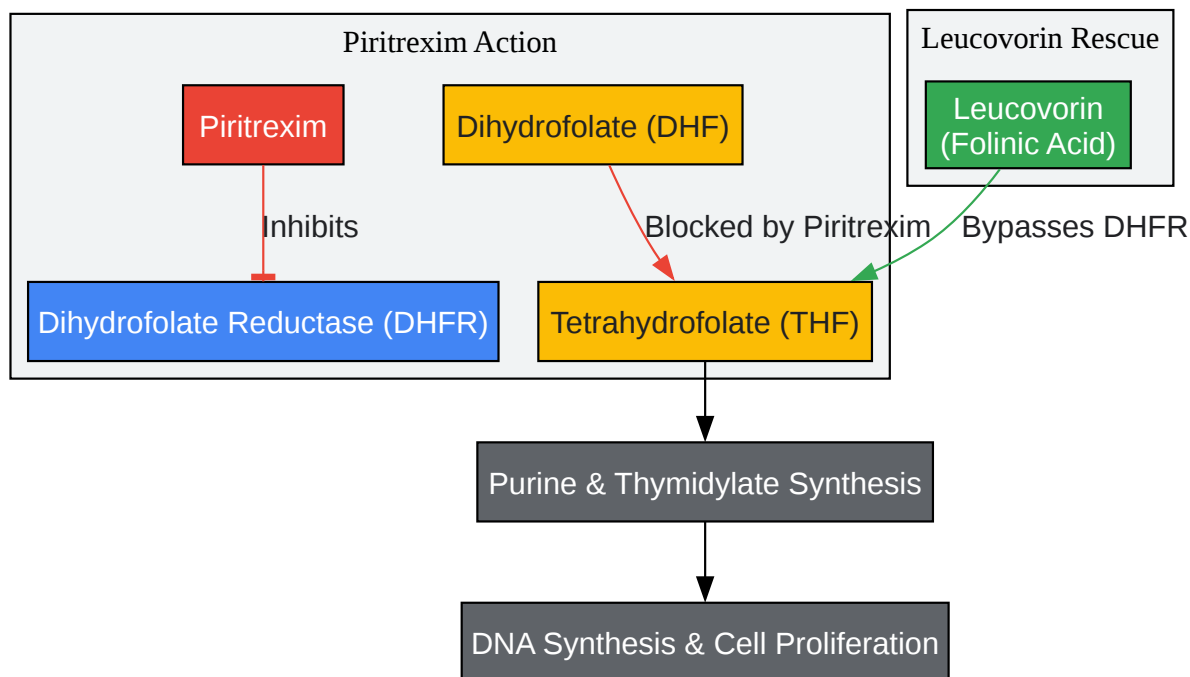 Piritrexim Action
Leucovorin Rescue
Piritrexim
Dihydrofolate (DHF)
Leucovorin
(Folinic Acid)
Inhibits
Blocked by Piritrexim
Bypasses DHFR
Dihydrofolate Reductase (DHFR)
Tetrahydrofolate (THF)
Purine & Thymidylate Synthesis
DNA Synthesis & Cell Proliferation